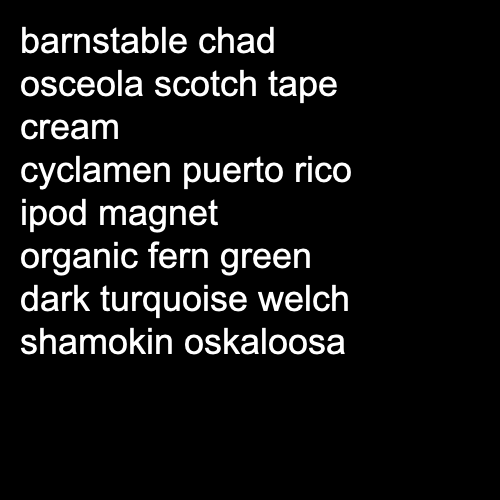 barnstable chad
osceola scotch tape
cream
cyclamen puerto rico
ipod magnet
organic fern green
dark turquoise welch
shamokin oskaloosa